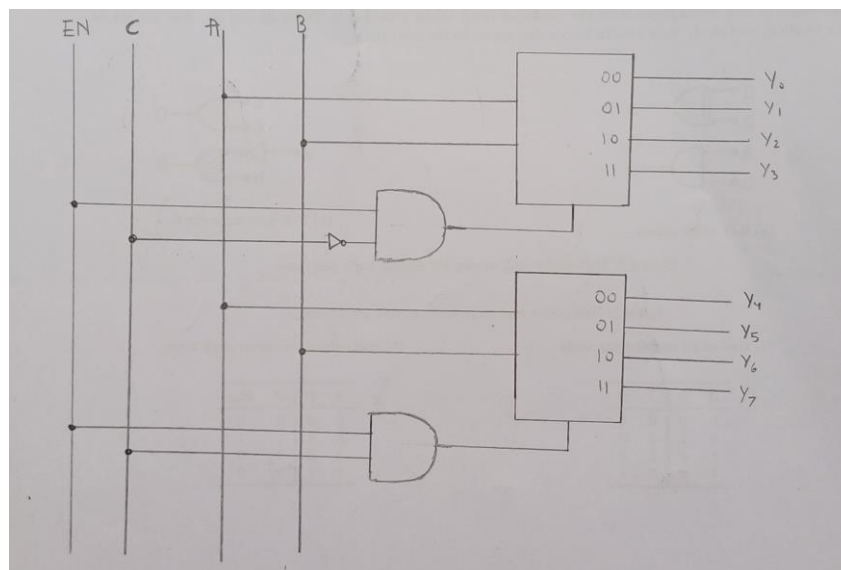 EN C A B
00 Y₀
01 Y₁
10 Y₂
11 Y₃
00 Y₄
01 Y₅
10 Y₆
11 Y₇